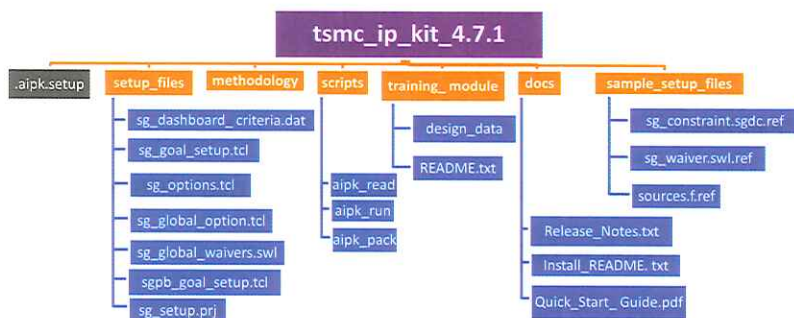 tsmc_ip_kit_4.7.1
.aipk.setup
setup_files
methodology
scripts
training_ module
docs
sample_setup_files
sg_dashboard_ criteria.dat
sg_goal_setup.tcl
sg_options.tcl
sg_global_option.tcl
sg_global_waivers.swl
sgpb_goal_setup.tcl
sg_setup.prj
aipk_read
aipk_run
aipk_pack
design_data
README.txt
Release_Notes.txt
Install_README. txt
Quick_Start_ Guide.pdf
sg_constraint.sgdc.ref
sg_waiver.swl.ref
sources.f.ref